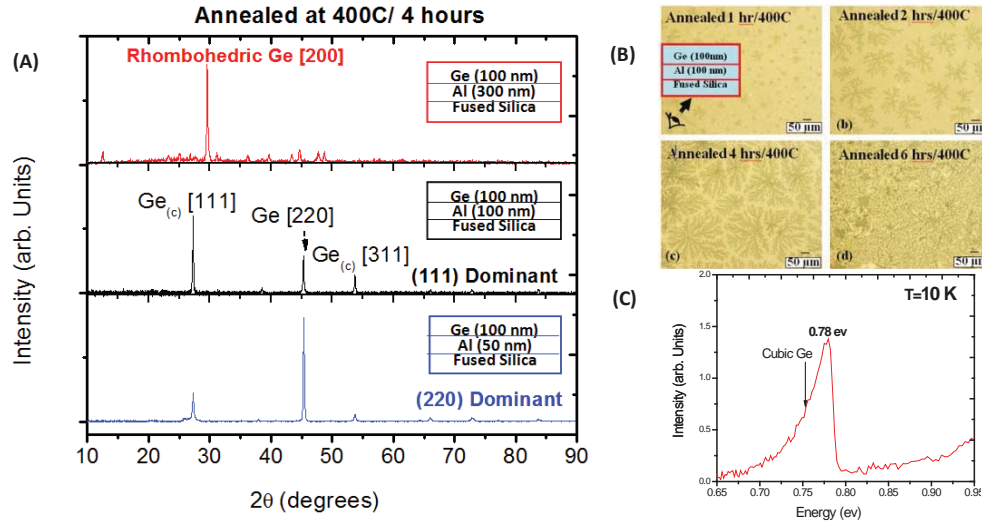 (A)
Annealed at 400C/ 4 hours
Rhombohedric Ge [200]
Ge (100 nm)
Al (300 nm)
Fused Silica
Ge(c) [111]
Ge [220]
Ge(c) [311]
Ge (100 nm)
Al (100 nm)
Fused Silica
(111) Dominant
Ge (100 nm)
Al (50 nm)
Fused Silica
(220) Dominant
Intensity (arb. Units)
10 20 30 40 50 60 70 80 90
2θ (degrees)
(B)
Annealed 1 hr/400C
Ge (100nm)
Al (100 nm)
Fused Silica
50 μm
Annealed 2 hrs/400C
(b)
50 μm
Annealed 4 hrs/400C
(c)
50 μm
Annealed 6 hrs/400C
(d)
50 μm
(C)
T=10 K
0.78 ev
Cubic Ge
Intensity (arb. Units)
2.0
1.5
1.0
0.5
0.0
0.65 0.70 0.75 0.80 0.85 0.90 0.95
Energy (ev)